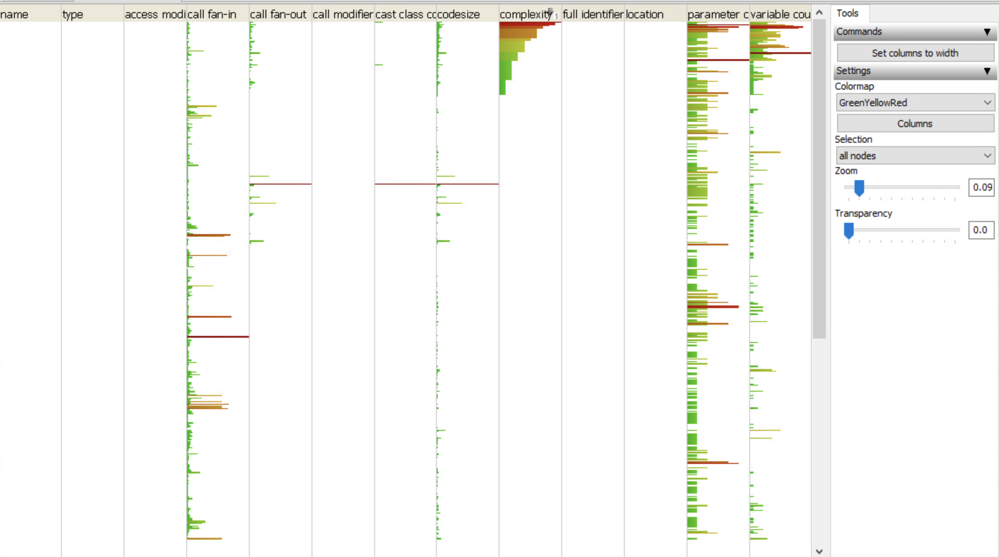 name type access modi call fan-in call fan-out call modifier cast class cc codesize complexity 1 full identifier location parameter c variable cou
Tools
Commands
Set columns to width
Settings
Colormap
GreenYellowRed
Columns
Selection
all nodes
Zoom
0.09
Transparency
0.0